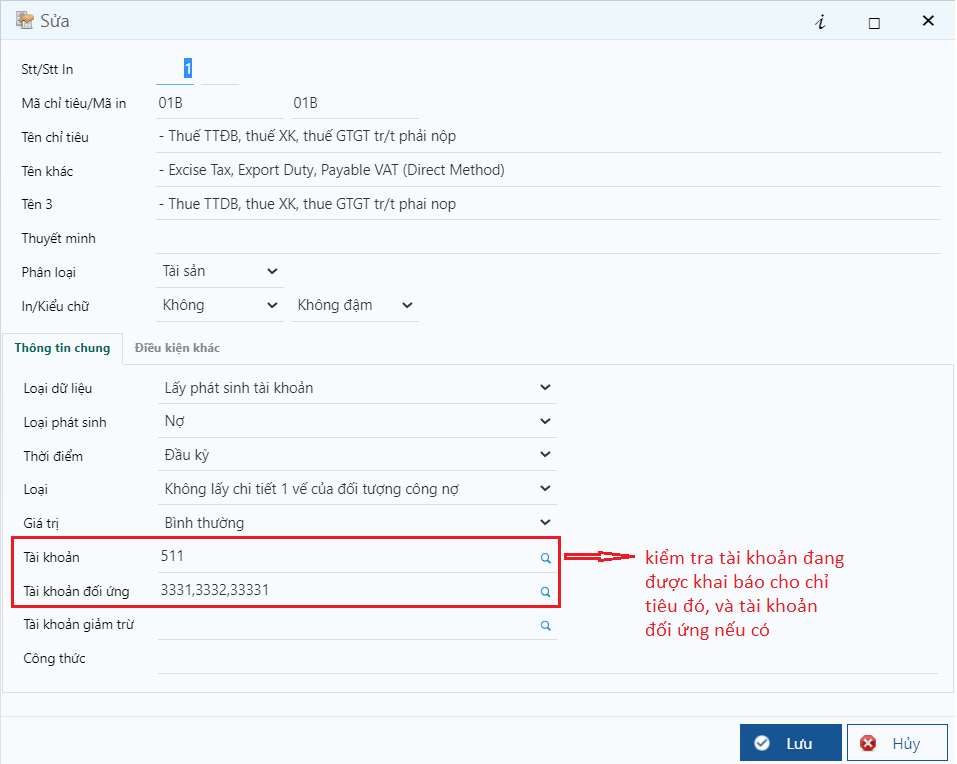 Sửa
Stt/Stt In 1
Mã chỉ tiêu/Mã in 01B 01B
Tên chỉ tiêu - Thuế TTĐB, thuế XK, thuế GTGT tr/t phải nộp
Tên khác - Excise Tax, Export Duty, Payable VAT (Direct Method)
Tên 3 - Thue TTDB, thue XK, thue GTGT tr/t phai nop
Thuyết minh
Phân loại Tài sản
In/Kiểu chữ Không Không đậm
Thông tin chung Điều kiện khác
Loại dữ liệu Lấy phát sinh tài khoản
Loại phát sinh Nợ
Thời điểm Đầu kỳ
Loại Không lấy chi tiết 1 vế của đối tượng công nợ
Giá trị Bình thường
Tài khoản 511
Tài khoản đối ứng 3331,3332,33331
Tài khoản giảm trừ
Công thức
kiểm tra tài khoản đang
được khai báo cho chỉ
tiêu đó, và tài khoản
đối ứng nếu có
Lưu Hủy